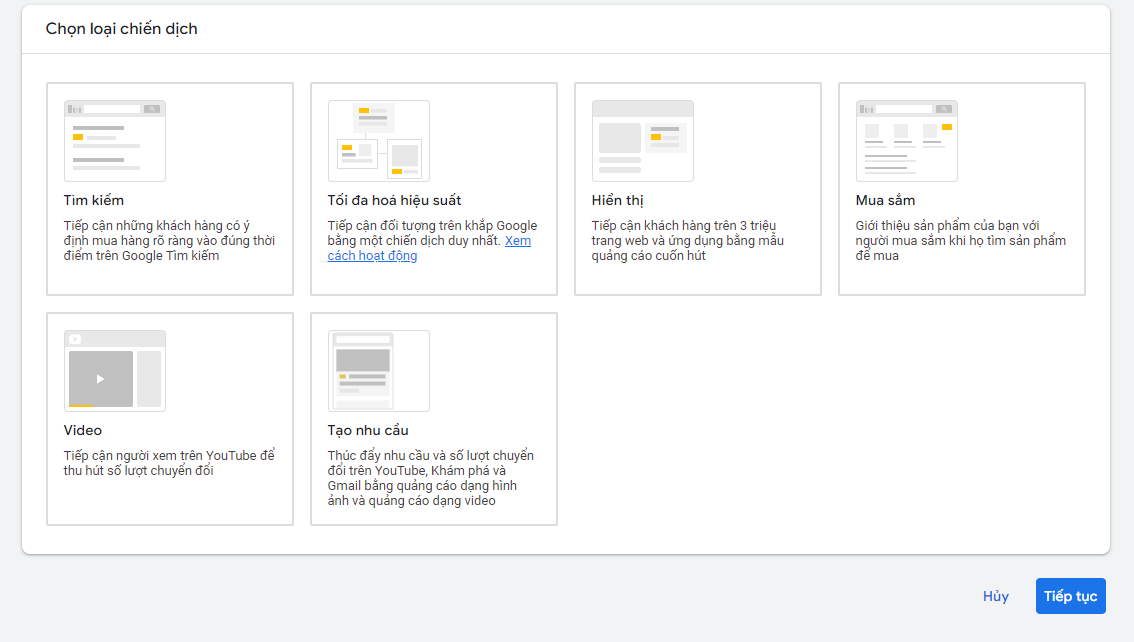 Chọn loại chiến dịch
Tìm kiếm
Tiếp cận những khách hàng có ý
định mua hàng rõ ràng vào đúng thời
điểm trên Google Tìm kiếm
Tối đa hoá hiệu suất
Tiếp cận đối tượng trên khắp Google
bằng một chiến dịch duy nhất. Xem
cách hoạt động
Hiển thị
Tiếp cận khách hàng trên 3 triệu
trang web và ứng dụng bằng mẫu
quảng cáo cuốn hút
Mua sắm
Giới thiệu sản phẩm của bạn với
người mua sắm khi họ tìm sản phẩm
để mua
Video
Tiếp cận người xem trên YouTube để
thu hút số lượt chuyển đổi
Tạo nhu cầu
Thúc đẩy nhu cầu và số lượt chuyển
đổi trên YouTube, Khám phá và
Gmail bằng quảng cáo dạng hình
ảnh và quảng cáo dạng video
Hủy
Tiếp tục